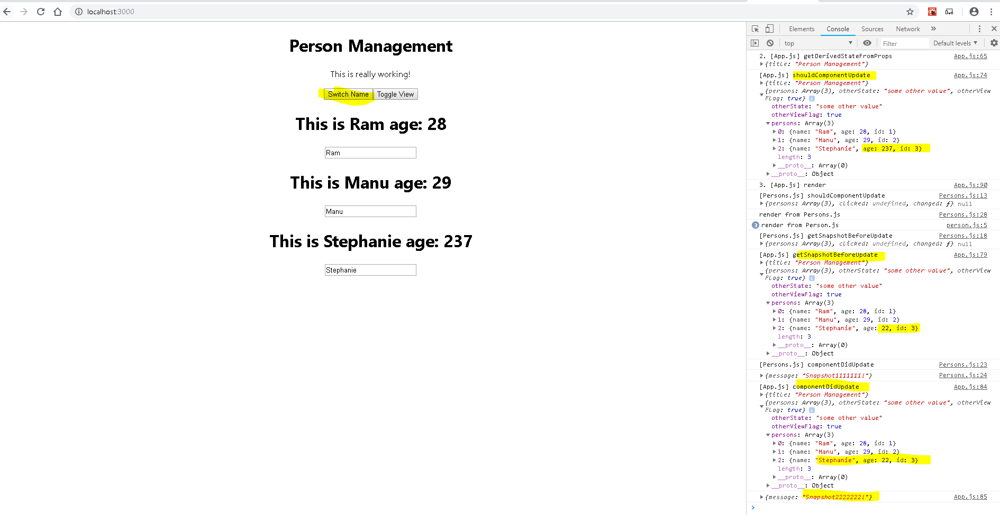 localhost:3000
Person Management
This is really working!
Switch Name Toggle View
This is Ram age: 28
Ram
This is Manu age: 29
Manu
This is Stephanie age: 237
Stephanie
Elements Console Sources Network »
top Filter Default levels
2. [App.js] getDerivedStateFromProps App.js:65
{title: "Person Management"}
[App.js] shouldComponentUpdate App.js:74
{title: "Person Management"}
{persons: Array(3), otherState: "some other value", otherView
Flag: true} i
otherState: "some other value"
otherViewFlag: true
persons: Array(3)
0: {name: "Ram", age: 28, id: 1}
1: {name: "Manu", age: 29, id: 2}
2: {name: "Stephanie", age: 237, id: 3}
length: 3
__proto__: Array(0)
__proto__: Object
3. [App.js] render App.js:90
[Persons.js] shouldComponentUpdate Persons.js:13
{persons: Array(3), clicked: undefined, changed: ƒ} null
render from Persons.js Persons.js:28
3 render from Person.js person.js:5
[Persons.js] getSnapshotBeforeUpdate Persons.js:18
{persons: Array(3), clicked: undefined, changed: ƒ} null
[App.js] getSnapshotBeforeUpdate App.js:79
{title: "Person Management"}
{persons: Array(3), otherState: "some other value", otherView
Flag: true} i
otherState: "some other value"
otherViewFlag: true
persons: Array(3)
0: {name: "Ram", age: 28, id: 1}
1: {name: "Manu", age: 29, id: 2}
2: {name: "Stephanie", age: 22, id: 3}
length: 3
__proto__: Array(0)
__proto__: Object
[Persons.js] componentDidUpdate Persons.js:23
{message: "Snapshot1111111!"} Persons.js:24
[App.js] componentDidUpdate App.js:84
{title: "Person Management"}
{persons: Array(3), otherState: "some other value", otherView
Flag: true} i
otherState: "some other value"
otherViewFlag: true
persons: Array(3)
0: {name: "Ram", age: 28, id: 1}
1: {name: "Manu", age: 29, id: 2}
2: {name: "Stephanie", age: 22, id: 3}
length: 3
__proto__: Array(0)
__proto__: Object
{message: "Snapshot2222222!"} App.js:85